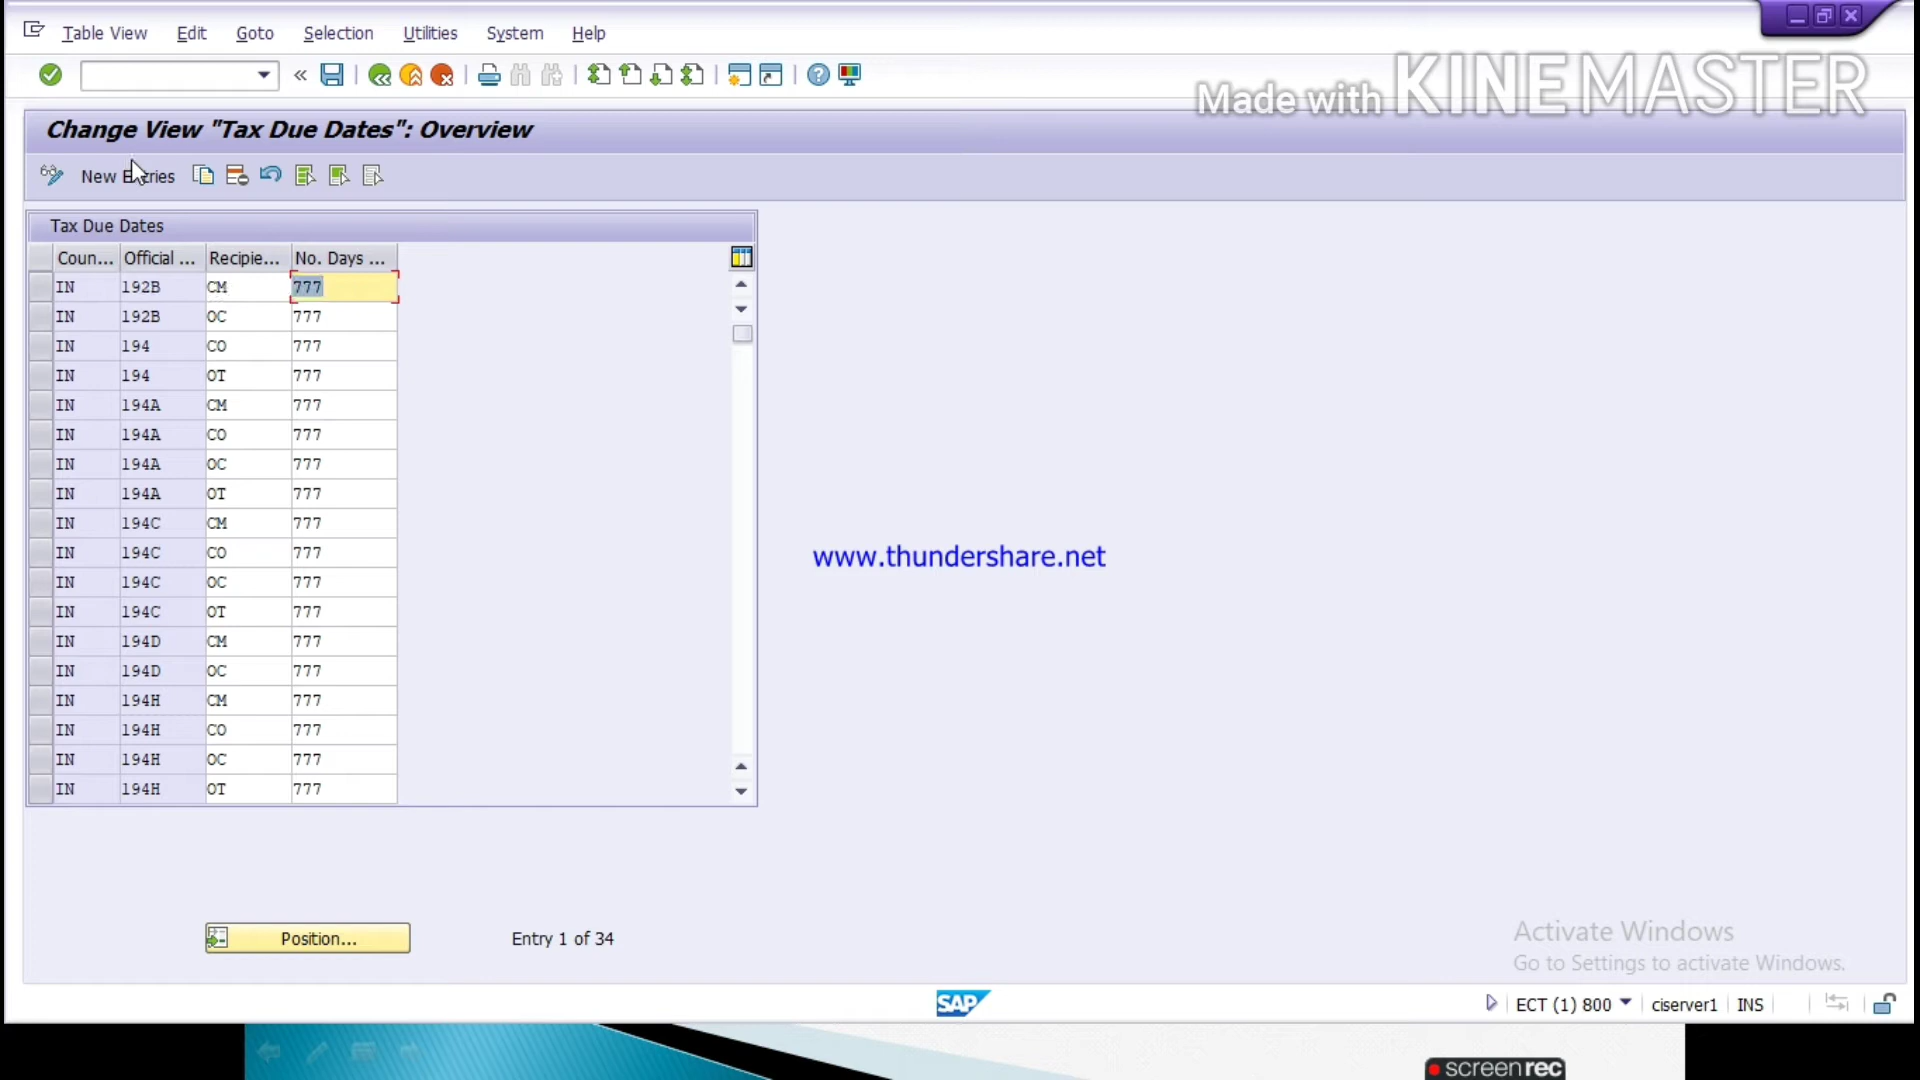 Table View Edit Goto Selection Utilities System Help
Made with KINEMASTER
Change View "Tax Due Dates": Overview
New Entries
Tax Due Dates
Coun... Official ... Recipie... No. Days ...
IN 192B CM 777
IN 192B OC 777
IN 194 CO 777
IN 194 OT 777
IN 194A CM 777
IN 194A CO 777
IN 194A OC 777
IN 194A OT 777
IN 194C CM 777
IN 194C CO 777
IN 194C OC 777
IN 194C OT 777
IN 194D CM 777
IN 194D OC 777
IN 194H CM 777
IN 194H CO 777
IN 194H OC 777
IN 194H OT 777
www.thundershare.net
Position... Entry 1 of 34
Activate Windows
Go to Settings to activate Windows.
SAP ECT (1) 800 ciserver1 INS
screenrec